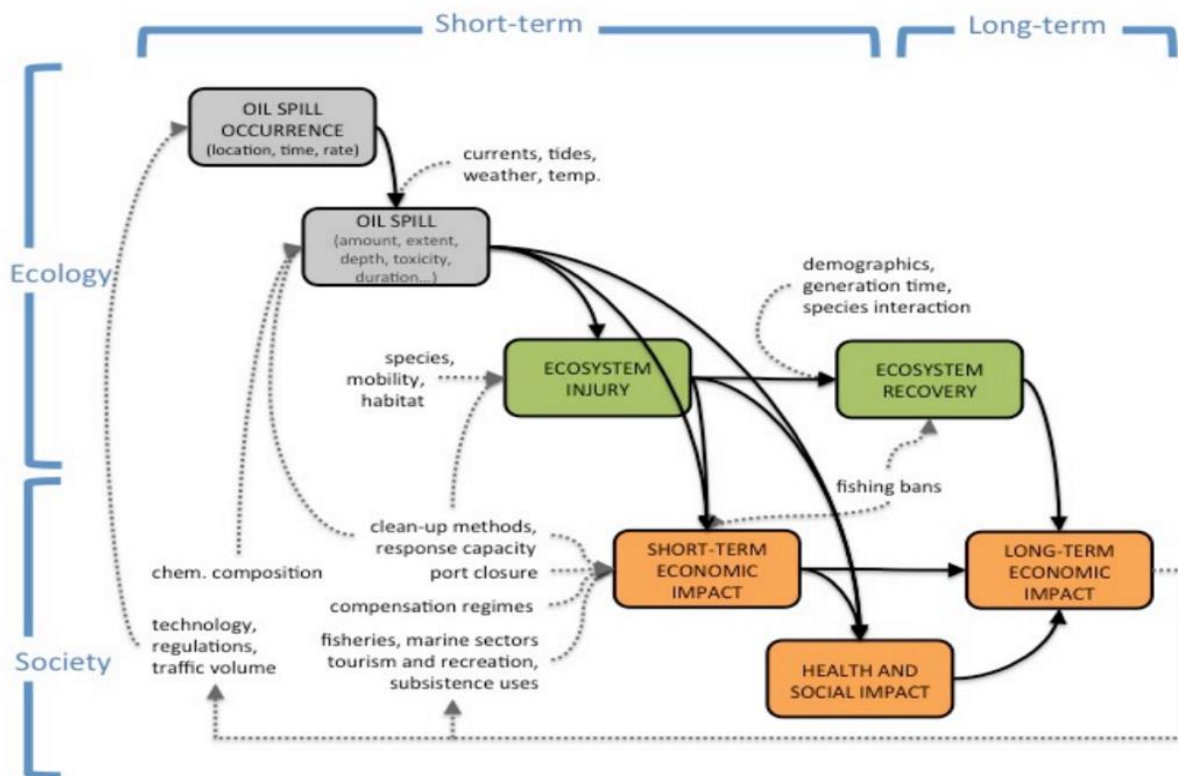 Short-term
Long-term
Ecology
Society
OIL SPILL
OCCURRENCE
(location, time, rate)
currents, tides,
weather, temp.
OIL SPILL
(amount, extent,
depth, toxicity,
duration...)
demographics,
generation time,
species interaction
species,
mobility,
habitat
ECOSYSTEM
INJURY
ECOSYSTEM
RECOVERY
fishing bans
clean-up methods,
response capacity
port closure
chem. composition
compensation regimes
SHORT-TERM
ECONOMIC
IMPACT
LONG-TERM
ECONOMIC
IMPACT
technology,
regulations,
traffic volume
fisheries, marine sectors
tourism and recreation,
subsistence uses
HEALTH AND
SOCIAL IMPACT